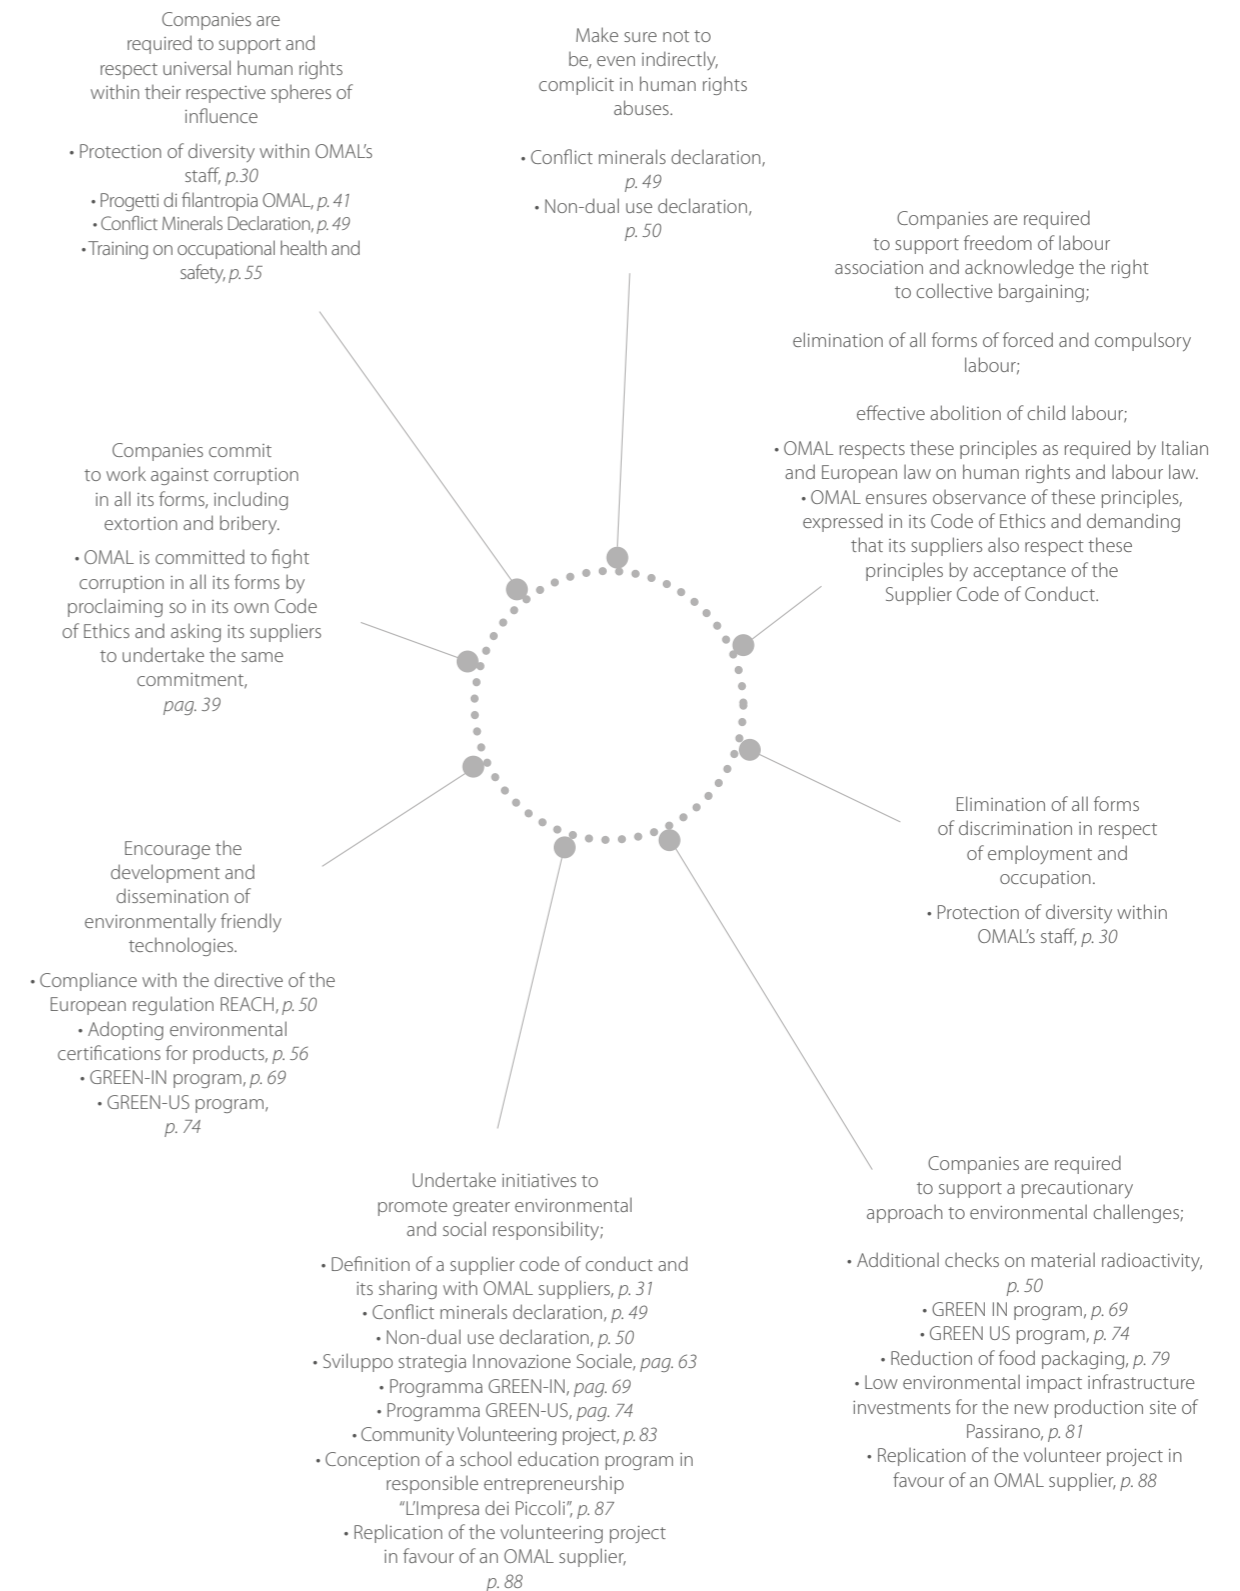 Companies are
required to support and
respect universal human rights
within their respective spheres of
influence
• Protection of diversity within OMAL's
staff, p.30
• Progetti di filantropia OMAL, p. 41
• Conflict Minerals Declaration, p. 49
• Training on occupational health and
safety, p. 55
Make sure not to
be, even indirectly,
complicit in human rights
abuses.
• Conflict minerals declaration,
p. 49
• Non-dual use declaration,
p. 50
Companies are required
to support freedom of labour
association and acknowledge the right
to collective bargaining;
elimination of all forms of forced and compulsory
labour;
effective abolition of child labour;
• OMAL respects these principles as required by Italian
and European law on human rights and labour law.
• OMAL ensures observance of these principles,
expressed in its Code of Ethics and demanding
that its suppliers also respect these
principles by acceptance of the
Supplier Code of Conduct.
Elimination of all forms
of discrimination in respect
of employment and
occupation.
• Protection of diversity within
OMAL's staff, p. 30
Companies are required
to support a precautionary
approach to environmental challenges;
• Additional checks on material radioactivity,
p. 50
• GREEN IN program, p. 69
• GREEN US program, p. 74
• Reduction of food packaging, p. 79
• Low environmental impact infrastructure
investments for the new production site of
Passirano, p. 81
• Replication of the volunteer project in
favour of an OMAL supplier, p. 88
Undertake initiatives to
promote greater environmental
and social responsibility;
• Definition of a supplier code of conduct and
its sharing with OMAL suppliers, p. 31
• Conflict minerals declaration, p. 49
• Non-dual use declaration, p. 50
• Sviluppo strategia Innovazione Sociale, pag. 63
• Programma GREEN-IN, pag. 69
• Programma GREEN-US, pag. 74
• Community Volunteering project, p. 83
• Conception of a school education program in
responsible entrepreneurship
"L'Impresa dei Piccoli", p. 87
• Replication of the volunteering project
in favour of an OMAL supplier,
p. 88
Encourage the
development and
dissemination of
environmentally friendly
technologies.
• Compliance with the directive of the
European regulation REACH, p. 50
• Adopting environmental
certifications for products, p. 56
• GREEN-IN program, p. 69
• GREEN-US program,
p. 74
Companies commit
to work against corruption
in all its forms, including
extortion and bribery.
• OMAL is committed to fight
corruption in all its forms by
proclaiming so in its own Code
of Ethics and asking its suppliers
to undertake the same
commitment,
pag. 39